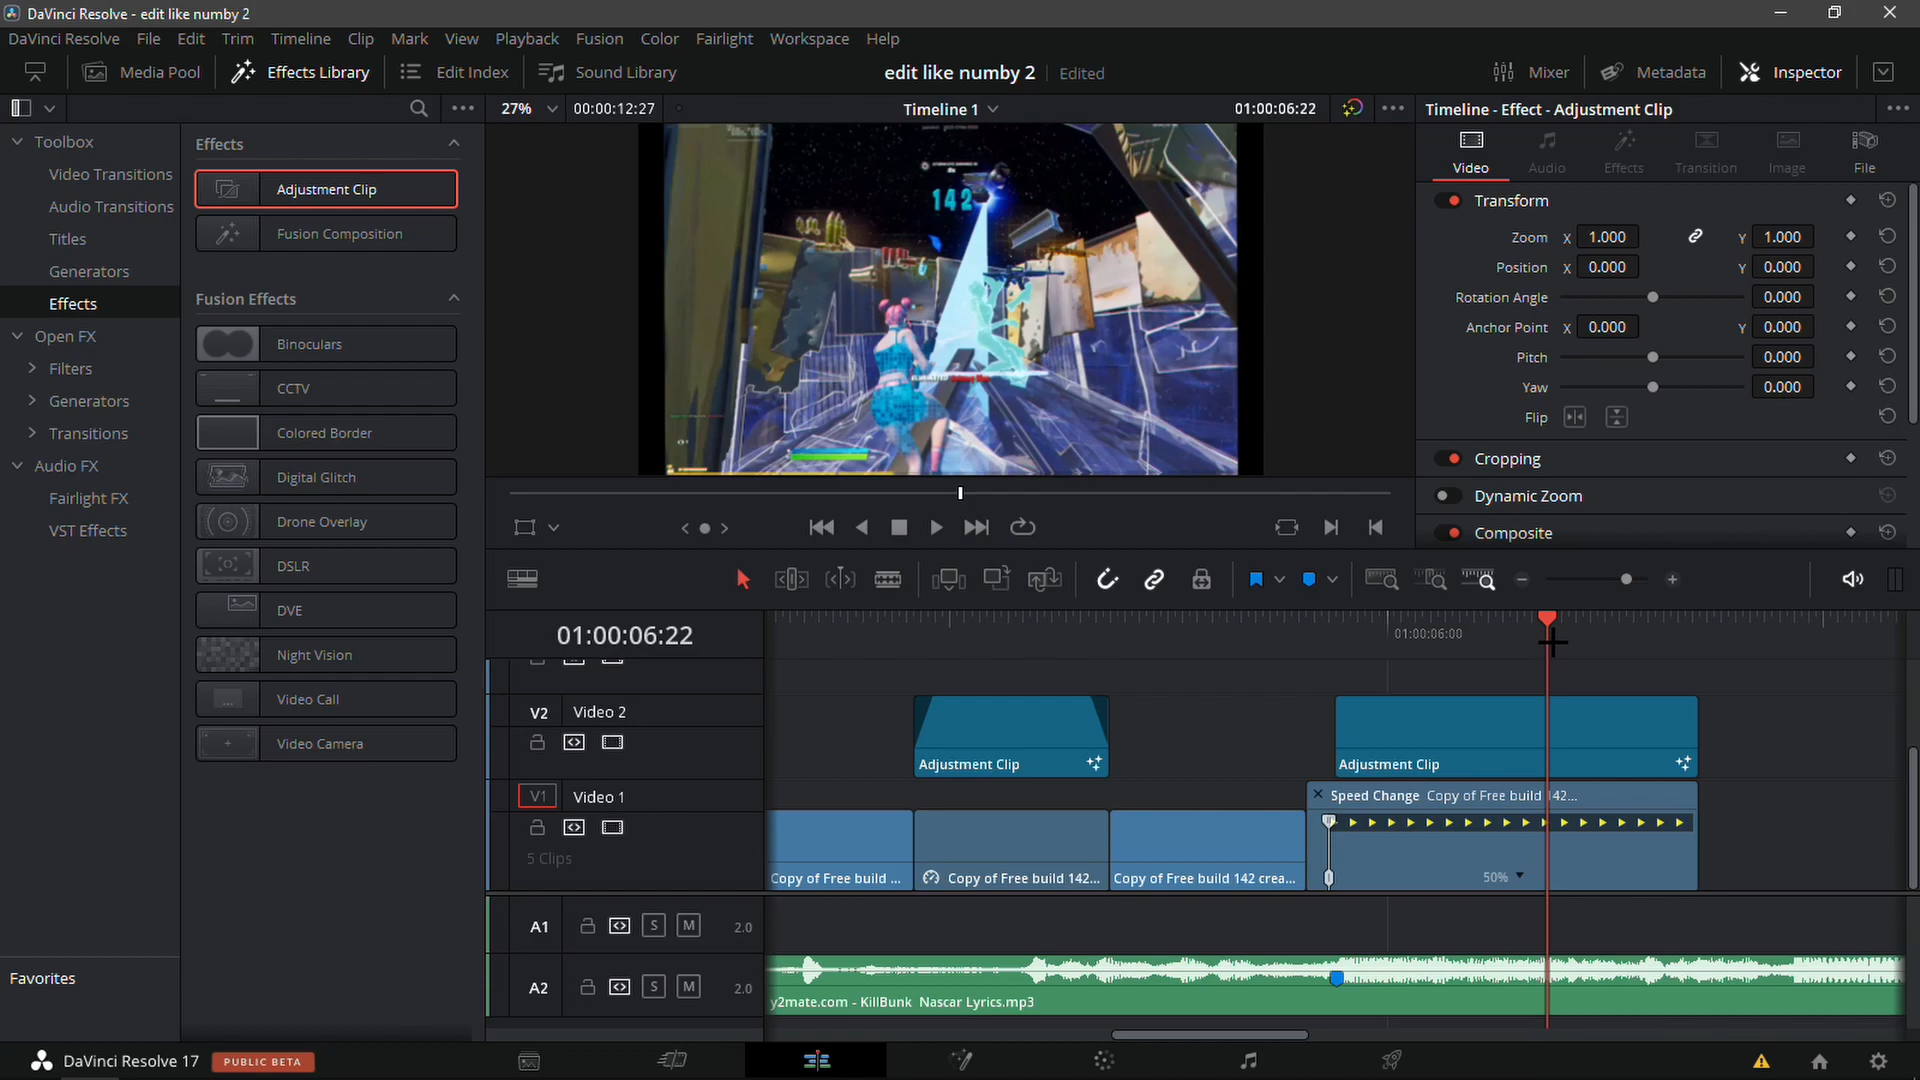 DaVinci Resolve - edit like numby 2
DaVinci Resolve File Edit Trim Timeline Clip Mark View Playback Fusion Color Fairlight Workspace Help
Media Pool Effects Library Edit Index Sound Library edit like numby 2 Edited Mixer Metadata Inspector
27% 00:00:12:27 Timeline 1 01:00:06:22 Timeline - Effect - Adjustment Clip
Toolbox
Video Transitions
Audio Transitions
Titles
Generators
Effects
Open FX
Filters
Generators
Transitions
Audio FX
Fairlight FX
VST Effects
Favorites
Effects
Adjustment Clip
Fusion Composition
Fusion Effects
Binoculars
CCTV
Colored Border
Digital Glitch
Drone Overlay
DSLR
DVE
Night Vision
Video Call
Video Camera
142
Video Audio Effects Transition Image File
Transform
Zoom X 1.000 Y 1.000
Position X 0.000 Y 0.000
Rotation Angle 0.000
Anchor Point X 0.000 Y 0.000
Pitch 0.000
Yaw 0.000
Flip
Cropping
Dynamic Zoom
Composite
01:00:06:22
01:00:06:00
V2 Video 2
Adjustment Clip
Adjustment Clip
V1 Video 1
5 Clips
Speed Change Copy of Free build 142...
Copy of Free build ...
Copy of Free build 142...
Copy of Free build 142 crea...
50%
A1 S M 2.0
A2 S M 2.0
y2mate.com - KillBunk Nascar Lyrics.mp3
DaVinci Resolve 17 PUBLIC BETA